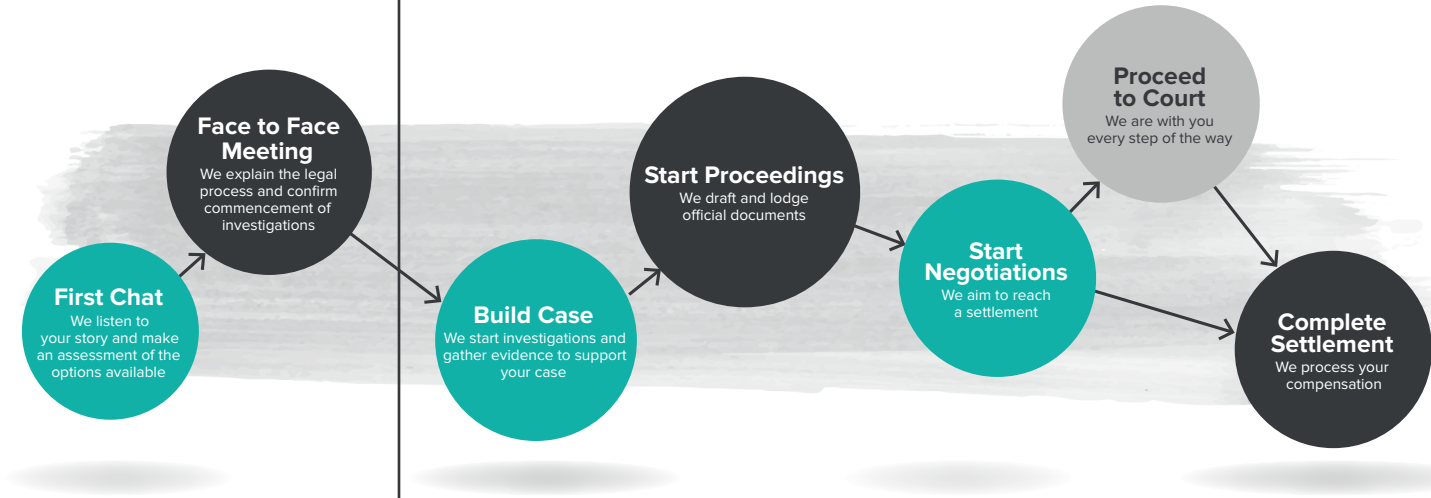 First Chat
We listen to
your story and make
an assessment of the
options available
Face to Face
Meeting
We explain the legal
process and confirm
commencement of
investigations
Build Case
We start investigations and
gather evidence to support
your case
Start Proceedings
We draft and lodge
official documents
Start
Negotiations
We aim to reach
a settlement
Proceed
to Court
We are with you
every step of the way
Complete
Settlement
We process your
compensation